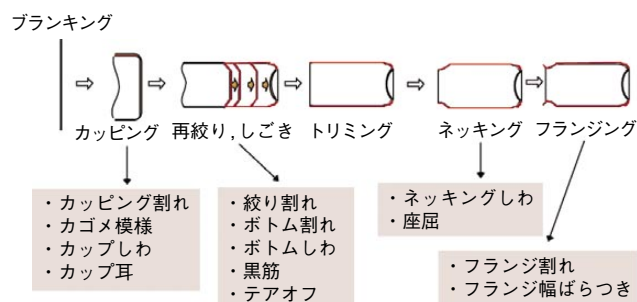 ブランキング
カッピング
再絞り,しごき
トリミング
ネッキング
フランジング
・カッピング割れ
・カゴメ模様
・カップしわ
・カップ耳
・絞り割れ
・ボトム割れ
・ボトムしわ
・黒筋
・テアオフ
・ネッキングしわ
・座屈
・フランジ割れ
・フランジ幅ばらつき